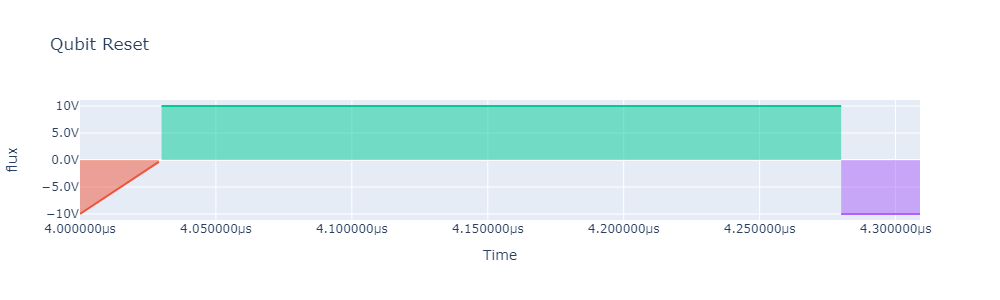 Qubit Reset
10V
5.0V
0.0V
−5.0V
−10V
flux
4.000000µs 4.050000µs 4.100000µs 4.150000µs 4.200000µs 4.250000µs 4.300000µs
Time